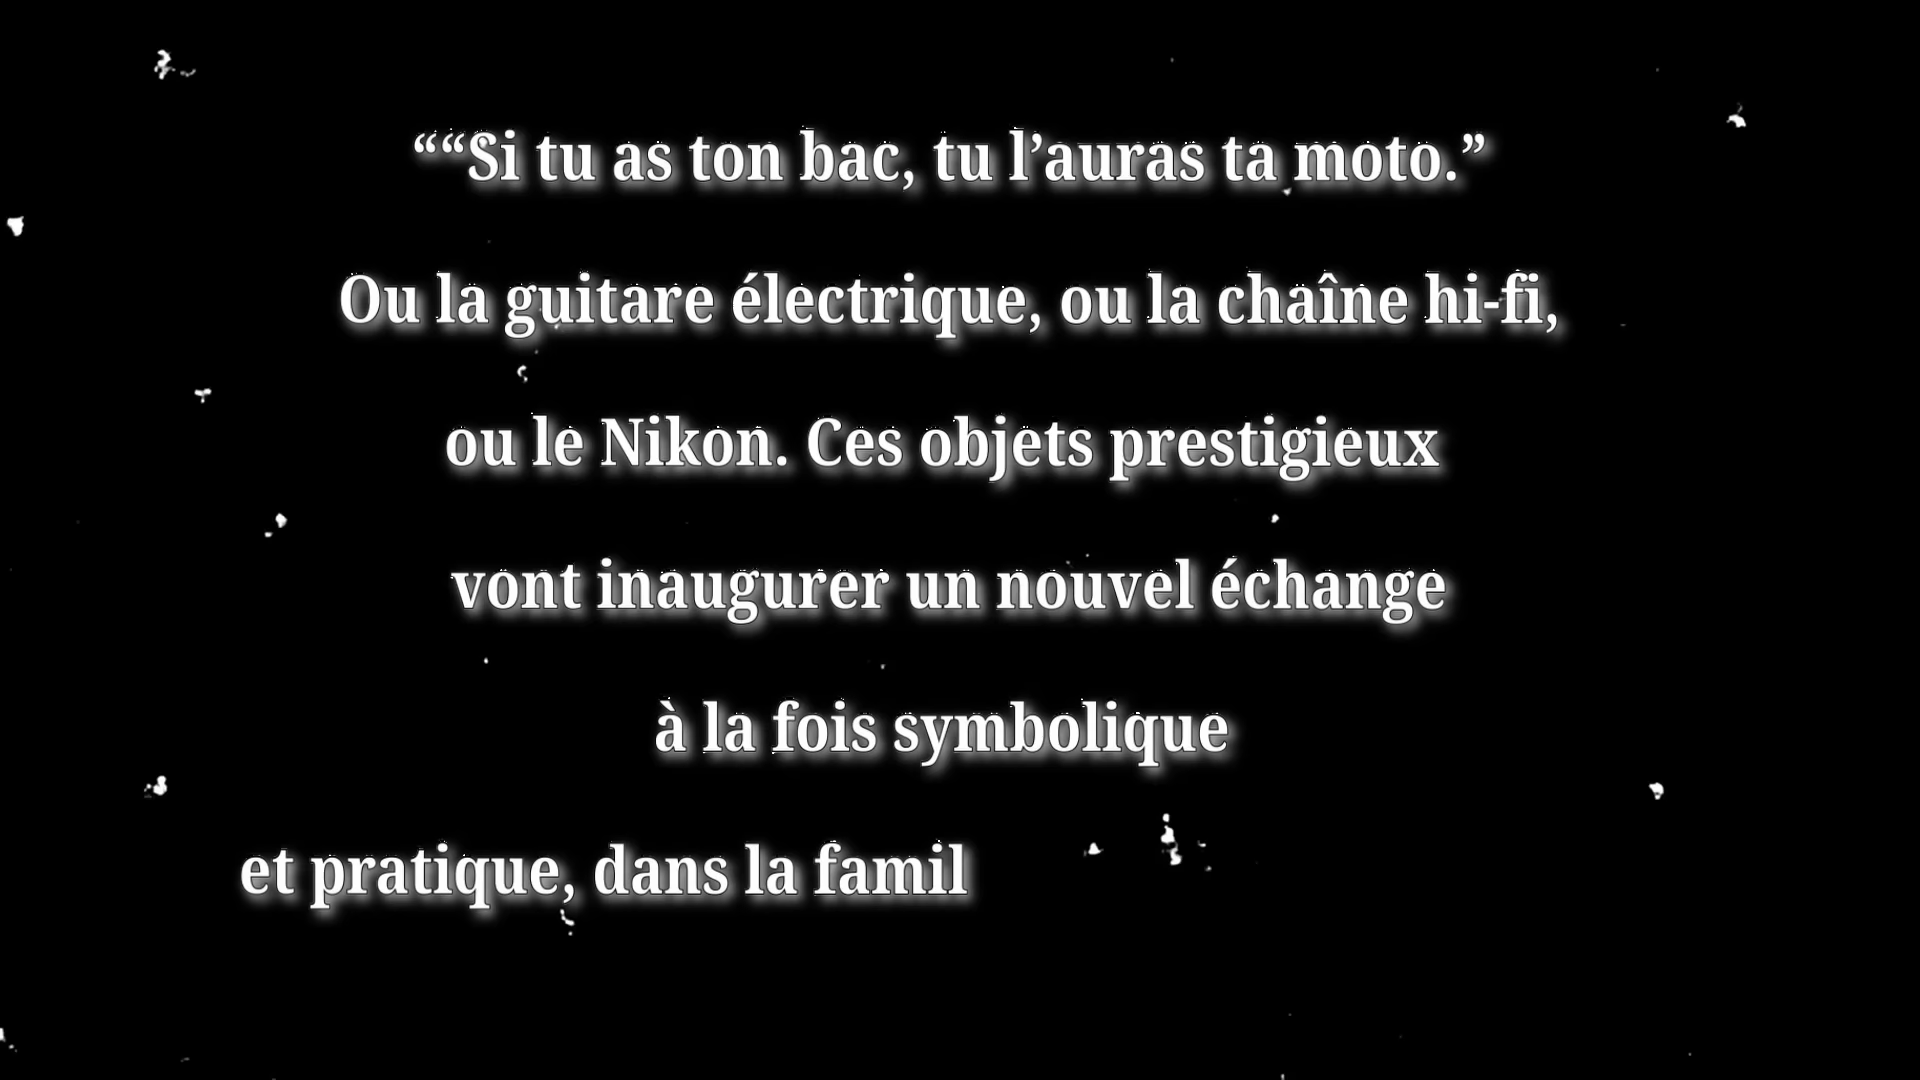 ““Si tu as ton bac, tu l’auras ta moto.”
Ou la guitare électrique, ou la chaîne hi-fi,
ou le Nikon. Ces objets prestigieux
vont inaugurer un nouvel échange
à la fois symbolique
et pratique, dans la famil